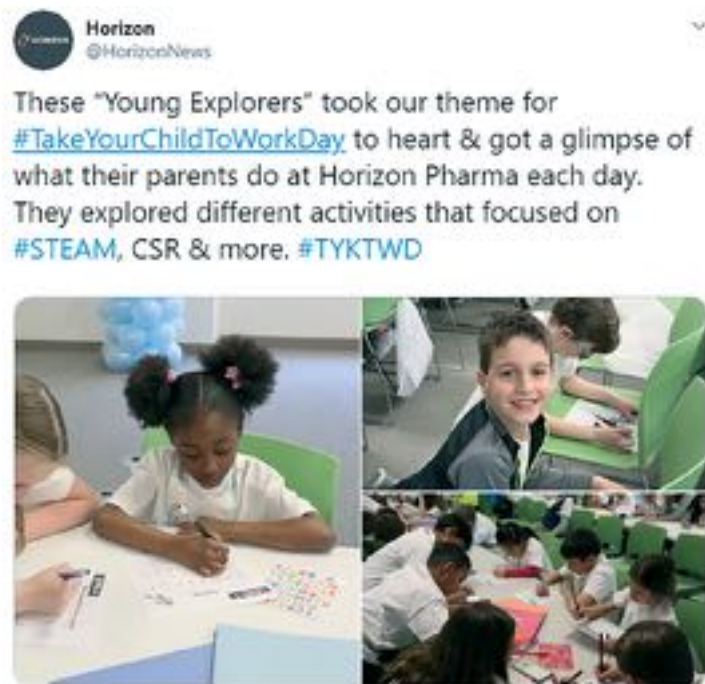 Horizon
@HorizonNews
These “Young Explorers” took our theme for
#TakeYourChildToWorkDay to heart & got a glimpse of
what their parents do at Horizon Pharma each day.
They explored different activities that focused on
#STEAM, CSR & more. #TYKTWD